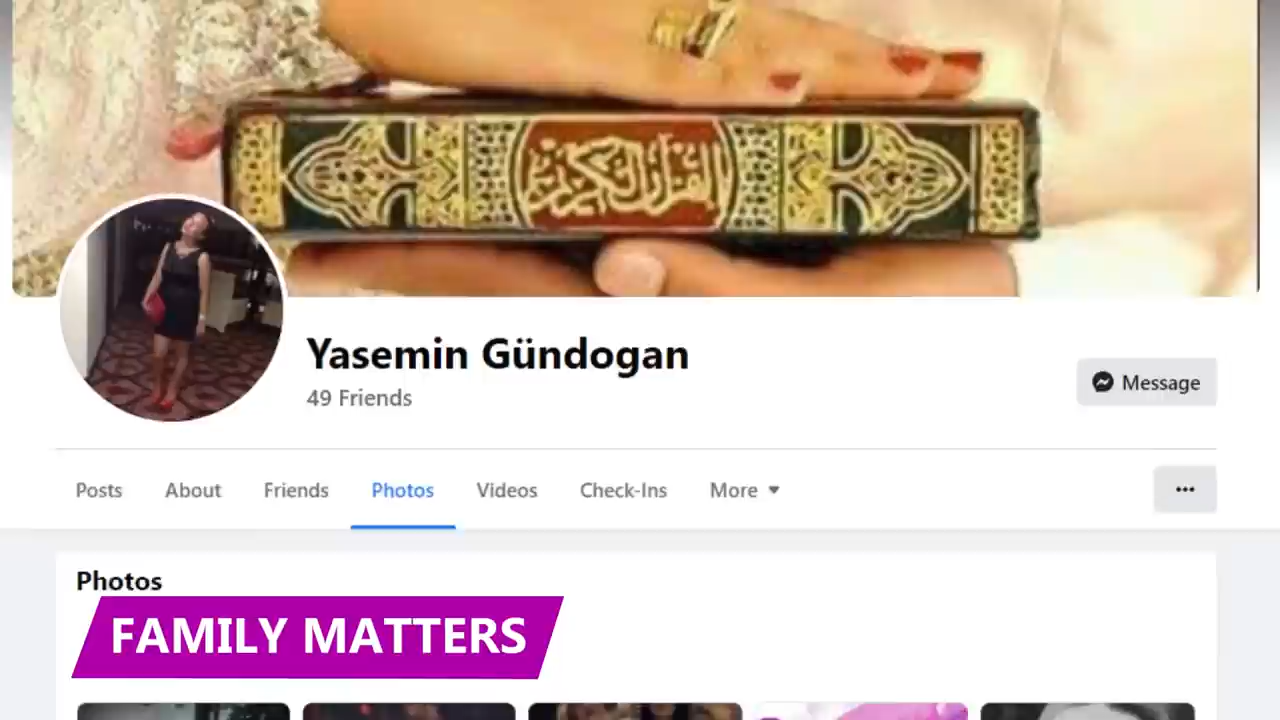 القرآن الكريم
Yasemin Gündogan
49 Friends
Message
Posts About Friends Photos Videos Check-Ins More
Photos
FAMILY MATTERS